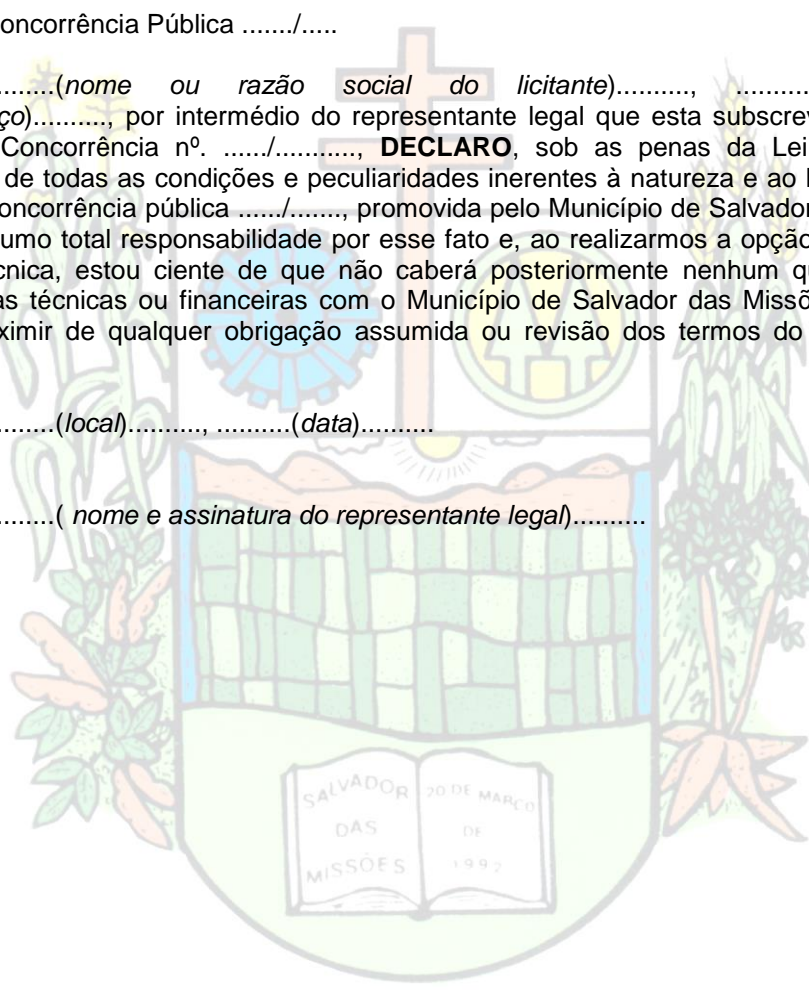 oncorrência Pública ......./.....
.........(nome ou razão social do licitante).........., ...........
ço).........., por intermédio do representante legal que esta subscrev
Concorrência nº. ....../..........., DECLARO, sob as penas da Lei
de todas as condições e peculiaridades inerentes à natureza e ao l
oncorrência pública ....../......., promovida pelo Município de Salvador
umo total responsabilidade por esse fato e, ao realizarmos a opção
cnica, estou ciente de que não caberá posteriormente nenhum qu
as técnicas ou financeiras com o Município de Salvador das Missõ
ximir de qualquer obrigação assumida ou revisão dos termos do
.........(local).........., ..........(data)..........
.........( nome e assinatura do representante legal)..........
SALVADOR
DAS
MISSÕES
20 DE MARÇO
DE
1992